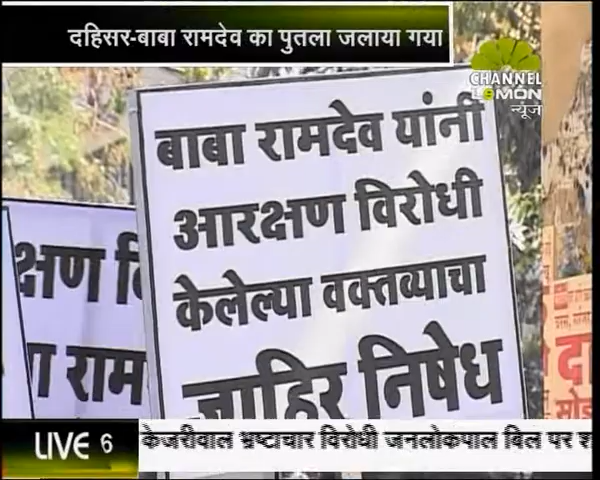 दहिसर-बाबा रामदेव का पुतला जलाया गया
CHANNEL
LEMON
न्यूज़
बाबा रामदेव यांनी
आरक्षण विरोधी
केलेल्या वक्तव्याचा
जाहिर निषेध
क्षण वि
ा राम
LIVE 6
केजरीवाल भ्रष्टाचार विरोधी जनलोकपाल बिल पर श